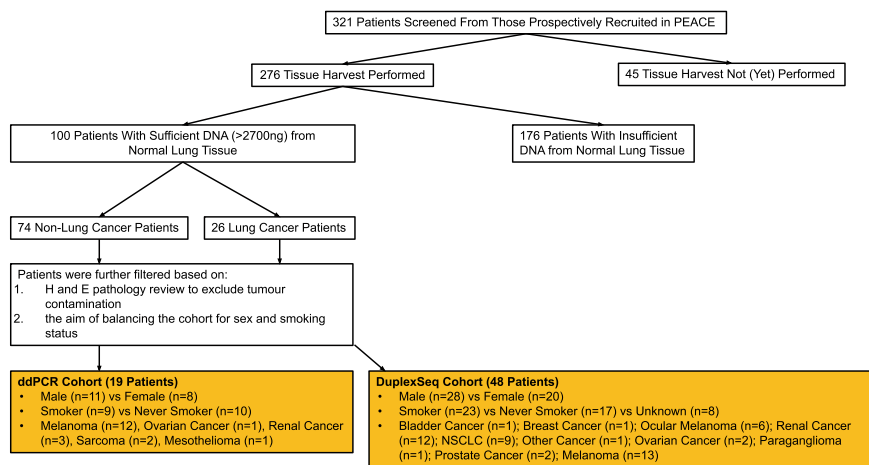 321 Patients Screened From Those Prospectively Recruited in PEACE
276 Tissue Harvest Performed
45 Tissue Harvest Not (Yet) Performed
100 Patients With Sufficient DNA (>2700ng) from
Normal Lung Tissue
176 Patients With Insufficient
DNA from Normal Lung Tissue
74 Non-Lung Cancer Patients
26 Lung Cancer Patients
Patients were further filtered based on:
1. H and E pathology review to exclude tumour
contamination
2. the aim of balancing the cohort for sex and smoking
status
ddPCR Cohort (19 Patients)
• Male (n=11) vs Female (n=8)
• Smoker (n=9) vs Never Smoker (n=10)
• Melanoma (n=12), Ovarian Cancer (n=1), Renal Cancer
(n=3), Sarcoma (n=2), Mesothelioma (n=1)
DuplexSeq Cohort (48 Patients)
• Male (n=28) vs Female (n=20)
• Smoker (n=23) vs Never Smoker (n=17) vs Unknown (n=8)
• Bladder Cancer (n=1); Breast Cancer (n=1); Ocular Melanoma (n=6); Renal Cancer
(n=12); NSCLC (n=9); Other Cancer (n=1); Ovarian Cancer (n=2); Paraganglioma
(n=1); Prostate Cancer (n=2); Melanoma (n=13)